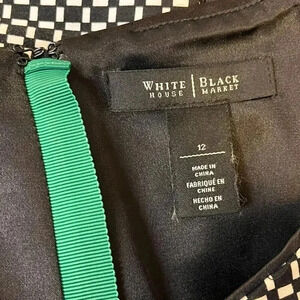 WHITE | BLACK
HOUSE | MARKET
12
MADE IN
CHINA
FABRIQUÉ EN
CHINE
HECHO EN
CHINA